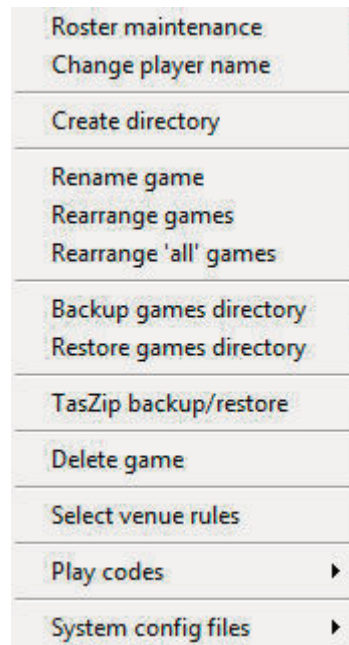 Roster maintenance
Change player name
Create directory
Rename game
Rearrange games
Rearrange 'all' games
Backup games directory
Restore games directory
TasZip backup/restore
Delete game
Select venue rules
Play codes
System config files